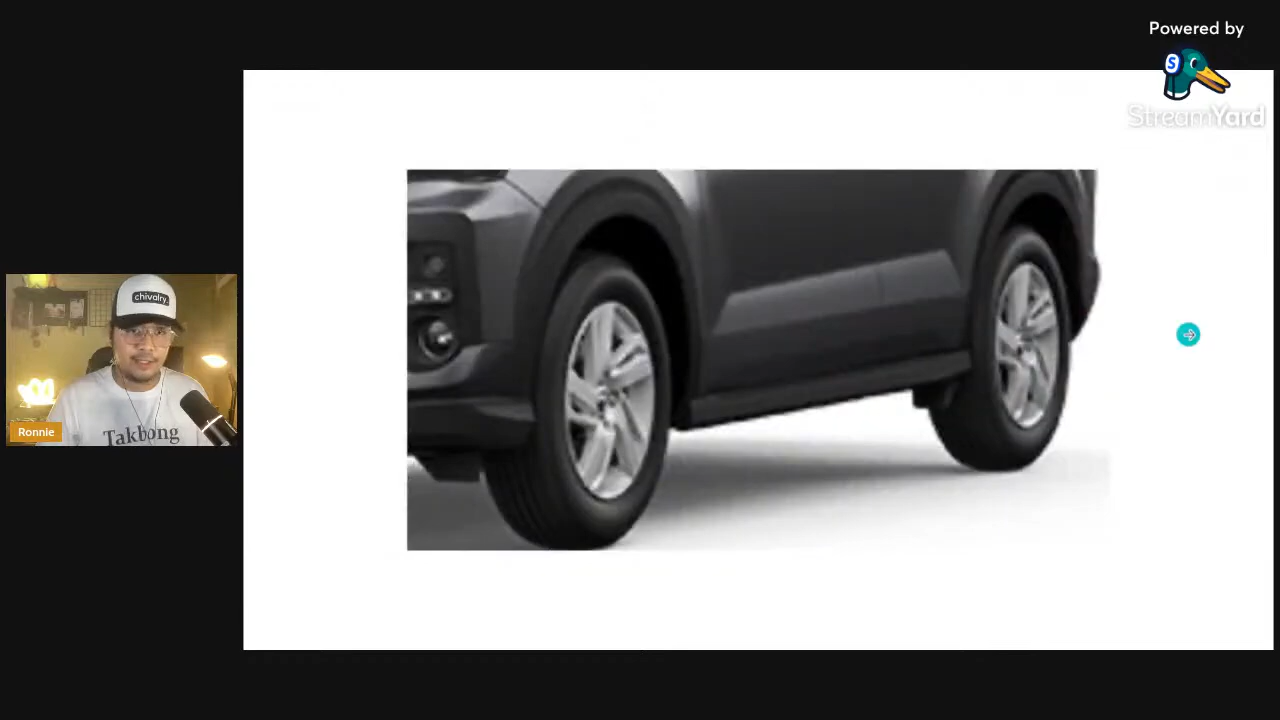 Powered by
S
StreamYard
chivalry.
Ronnie
Takbong